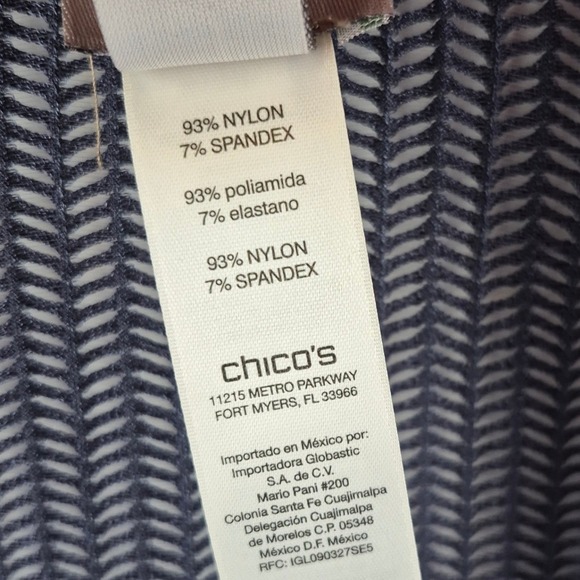 93% NYLON
7% SPANDEX
93% poliamida
7% elastano
93% NYLON
7% SPANDEX
chico's
11215 METRO PARKWAY
FORT MYERS, FL 33966
Importado en México por:
Importadora Globastic
S.A. de C.V.
Mario Pani #200
Colonia Santa Fe Cuajimalpa
Delegación Cuajimalpa
de Morelos C.P. 05348
México D.F. México
RFC: IGL090327SE5